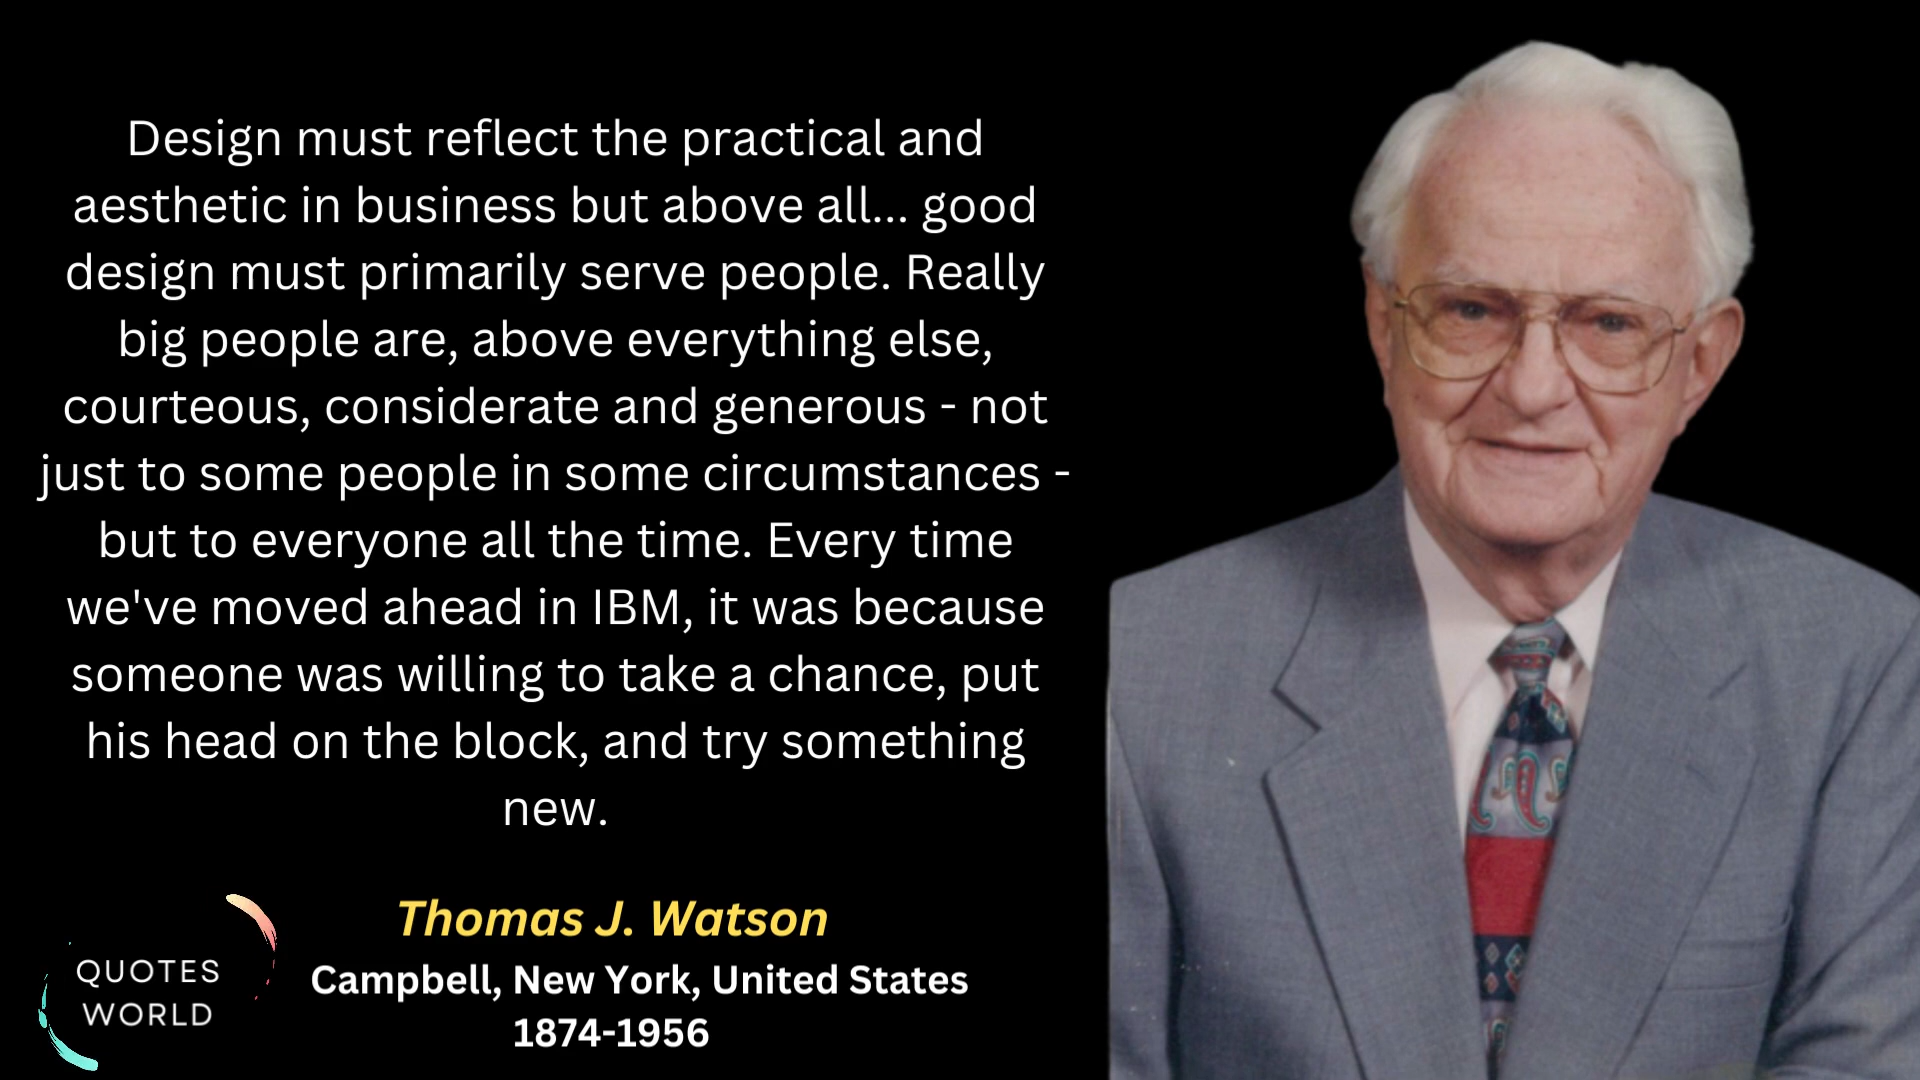 Design must reflect the practical and
aesthetic in business but above all... good
design must primarily serve people. Really
big people are, above everything else,
courteous, considerate and generous - not
just to some people in some circumstances -
but to everyone all the time. Every time
we've moved ahead in IBM, it was because
someone was willing to take a chance, put
his head on the block, and try something
new.
Thomas J. Watson
Campbell, New York, United States
1874-1956
QUOTES
WORLD